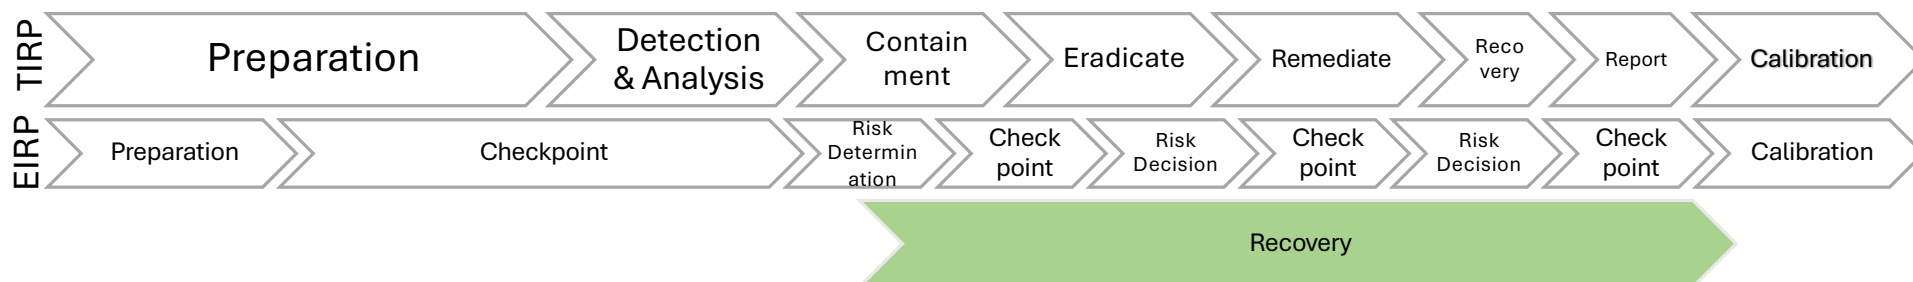 TIRP
Preparation
Detection
& Analysis
Contain
ment
Eradicate
Remediate
Reco
very
Report
Calibration
EIRP
Preparation
Checkpoint
Risk
Determin
ation
Check
point
Risk
Decision
Check
point
Risk
Decision
Check
point
Calibration
Recovery